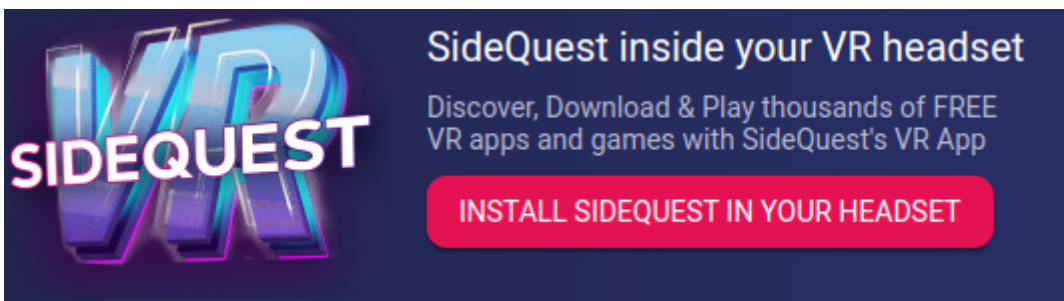 VR
SIDEQUEST
SideQuest inside your VR headset
Discover, Download & Play thousands of FREE
VR apps and games with SideQuest's VR App
INSTALL SIDEQUEST IN YOUR HEADSET